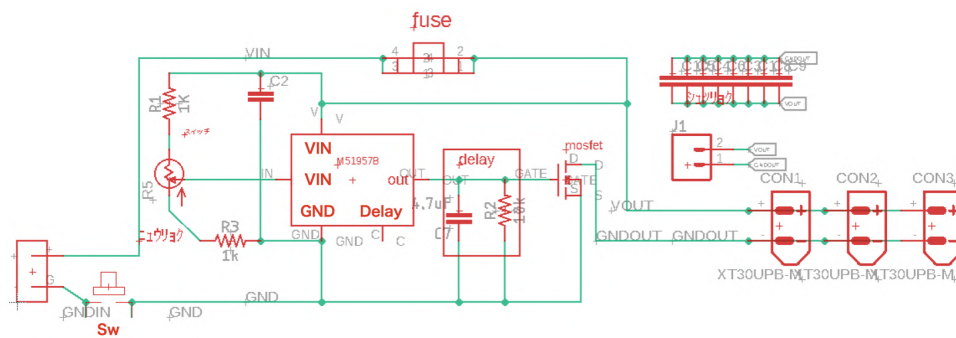 fuse
VIN
4
2
3
1
C2
R1
1K
スイッチ
V
V
VIN
M51957B
VIN
IN
out
OUT
GND
Delay
GND
GND
C
C
R5
R3
1k
ニュウリョク
delay
OUT
GATE
4.7uF
C7
R2
10k
mosfet
D
D
GATE
S
S
VOUT
GNDOUT
GNDOUT
GNDOUT
シュツリョク
VOUT
J1
2
VOUT
1
GNDOUT
CON1
CON2
CON3
+
-
XT30UPB-M
XT30UPB-M
XT30UPB-M
G
GNDIN
Sw
GND
GND